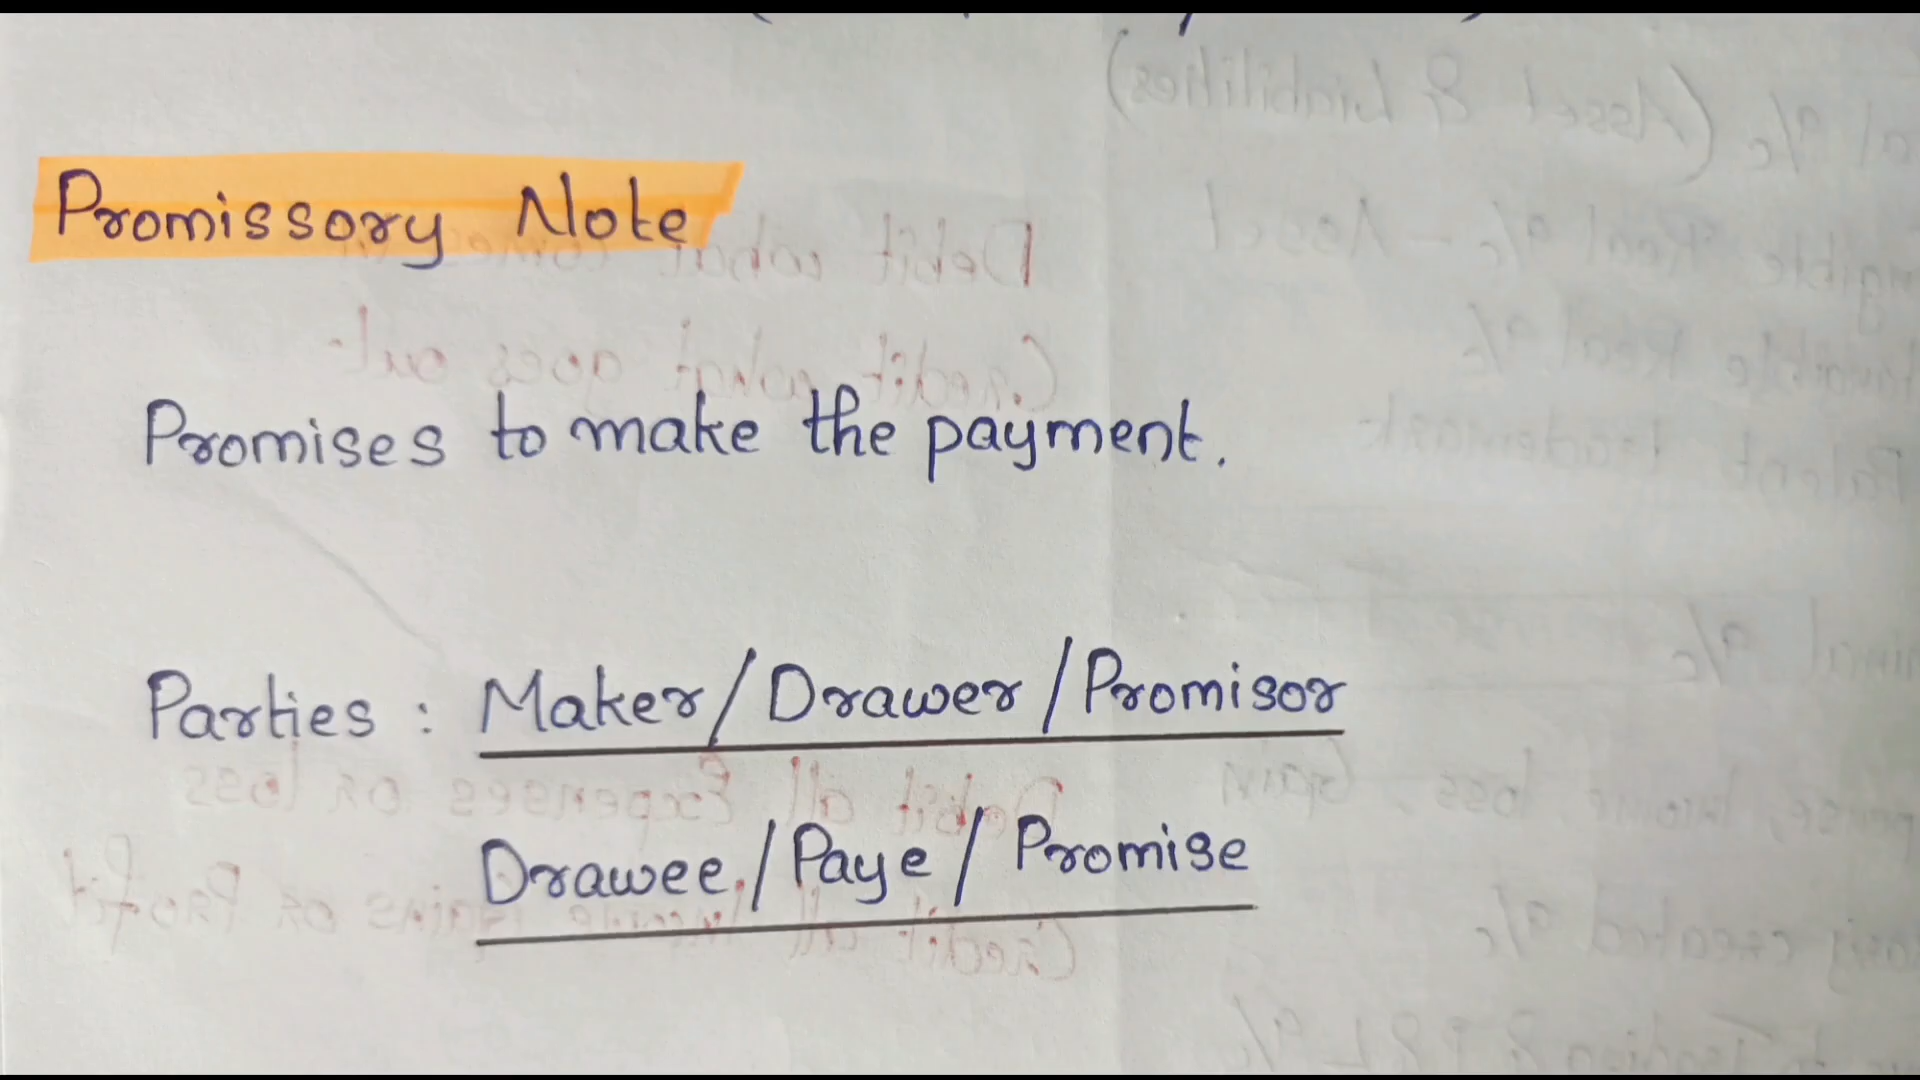 Promissory Note
Promises to make the payment.
Parties : Maker/Drawer/Promisor
Drawee/Paye/Promise